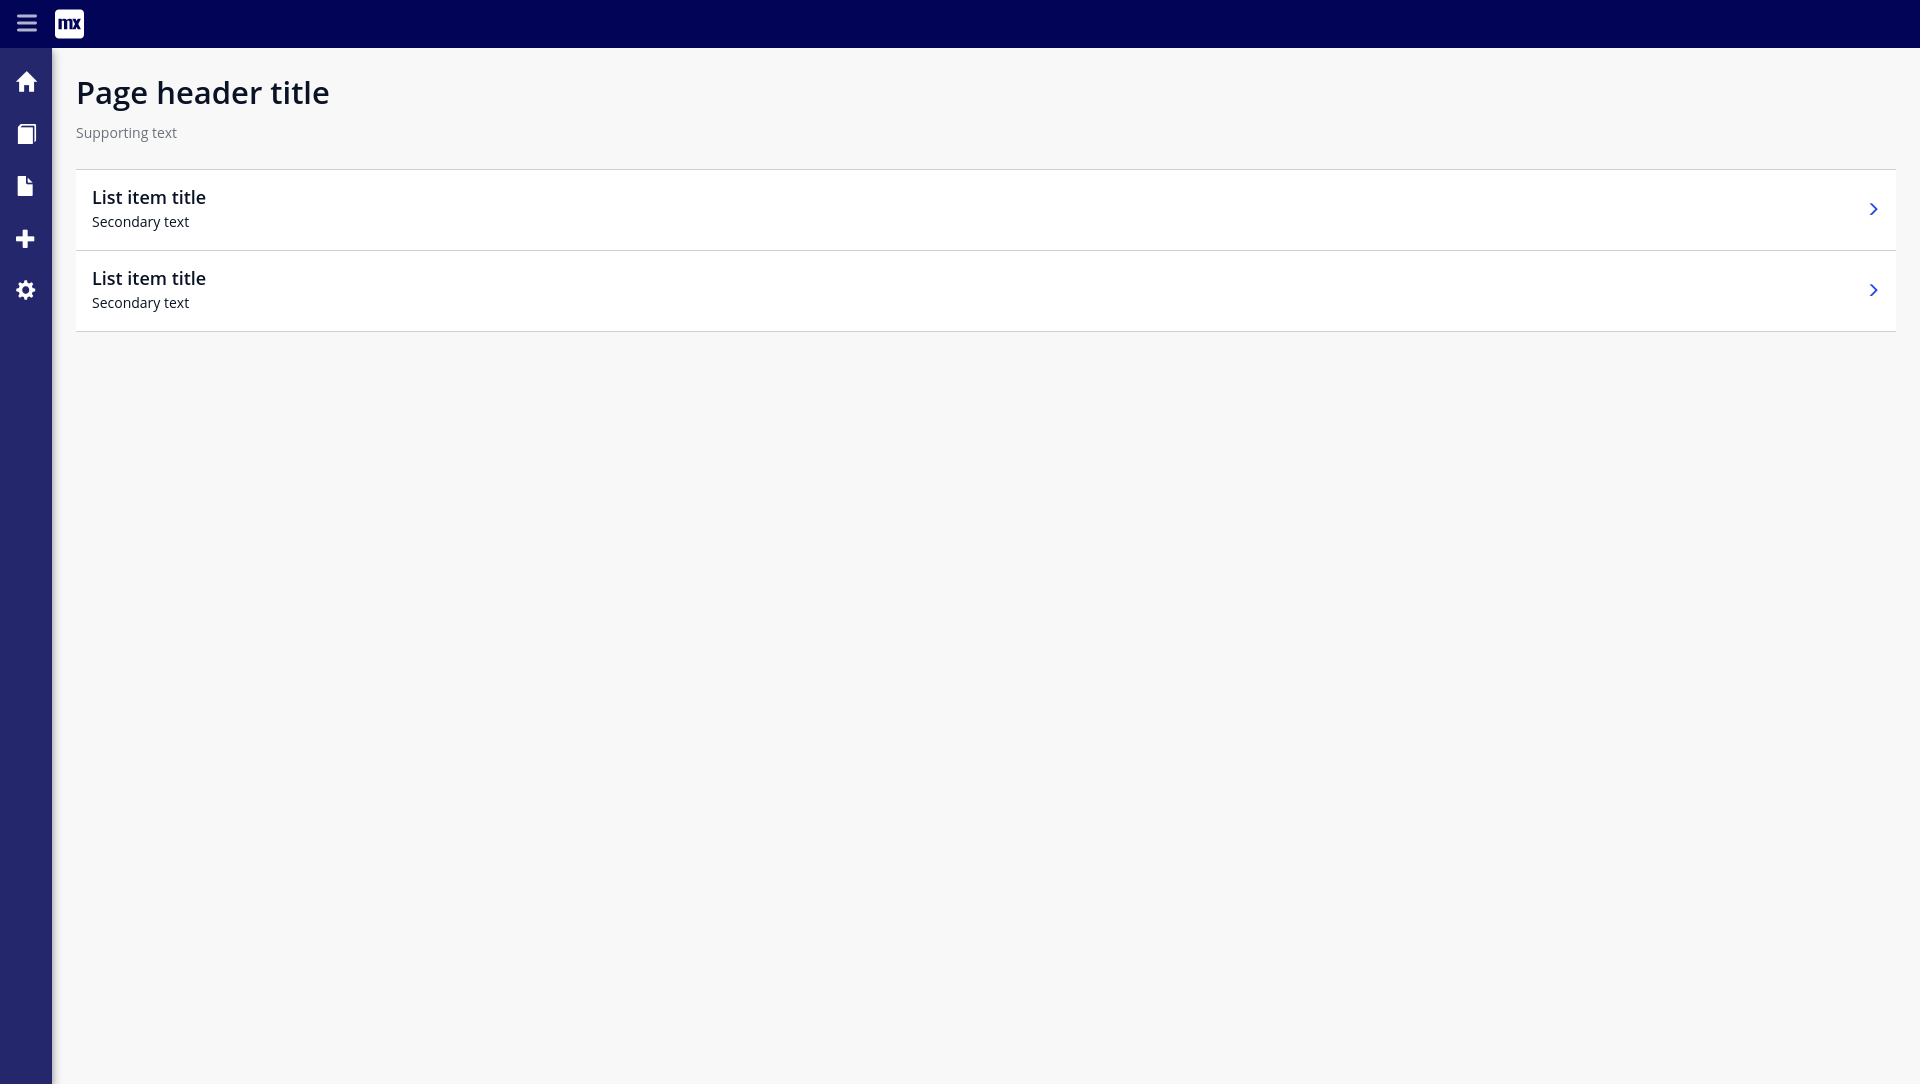 mx
Page header title
Supporting text
List item title
Secondary text
List item title
Secondary text